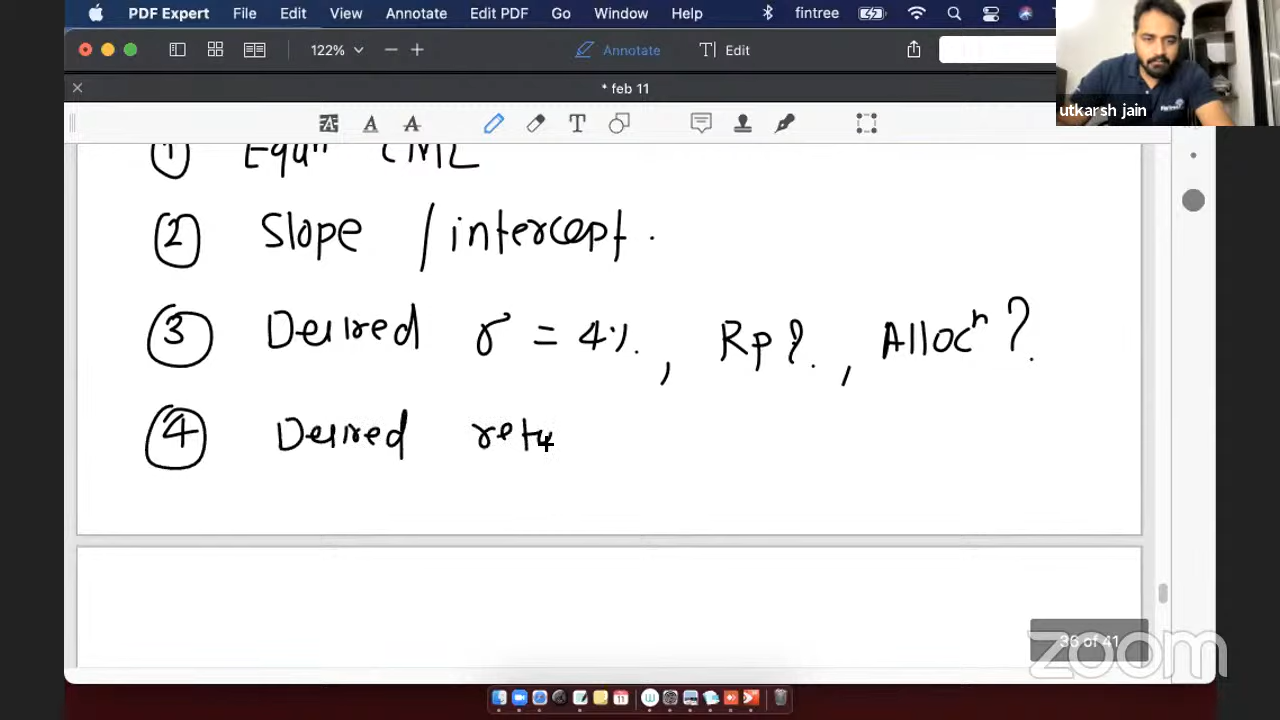 PDF Expert File Edit View Annotate Edit PDF Go Window Help fintree
122% Annotate T Edit
* feb 11
utkarsh jain
① Equⁿ CML
② Slope / intercept .
③ Desired σ = 4%. , Rp ?. , Allocⁿ ?.
④ Desired retu
36 of 41
zoom